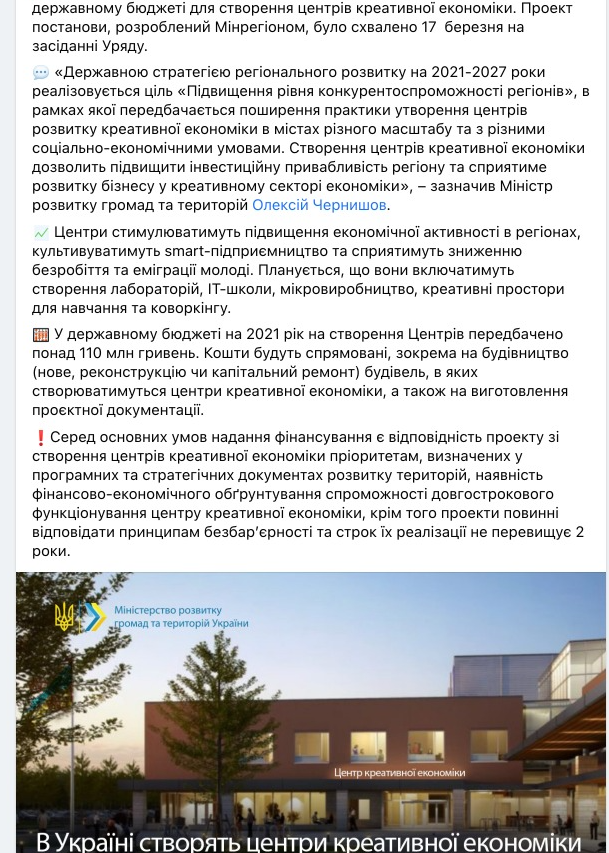 державному бюджеті для створення центрів креативної економіки. Проект
постанови, розроблений Мінрегіоном, було схвалено 17 березня на
засіданні Уряду.
💬 «Державною стратегією регіонального розвитку на 2021-2027 роки
реалізовується ціль «Підвищення рівня конкурентоспроможності регіонів», в
рамках якої передбачається поширення практики утворення центрів
розвитку креативної економіки в містах різного масштабу та з різними
соціально-економічними умовами. Створення центрів креативної економіки
дозволить підвищити інвестиційну привабливість регіону та сприятиме
розвитку бізнесу у креативному секторі економіки», – зазначив Міністр
розвитку громад та територій Олексій Чернишов.
📈 Центри стимулюватимуть підвищення економічної активності в регіонах,
культивуватимуть smart-підприємництво та сприятимуть зниженню
безробіття та еміграції молоді. Планується, що вони включатимуть
створення лабораторій, ІТ-школи, мікровиробництво, креативні простори
для навчання та коворкінгу.
🧮 У державному бюджеті на 2021 рік на створення Центрів передбачено
понад 110 млн гривень. Кошти будуть спрямовані, зокрема на будівництво
(нове, реконструкцію чи капітальний ремонт) будівель, в яких
створюватимуться центри креативної економіки, а також на виготовлення
проєктної документації.
❗ Серед основних умов надання фінансування є відповідність проекту зі
створення центрів креативної економіки пріоритетам, визначених у
програмних та стратегічних документах розвитку територій, наявність
фінансово-економічного обґрунтування спроможності довгострокового
функціонування центру креативної економіки, крім того проекти повинні
відповідати принципам безбар’єрності та строк їх реалізації не перевищує 2
роки.
Міністерство розвитку
громад та територій України
Центр креативної економіки
В Україні створять центри креативної економіки